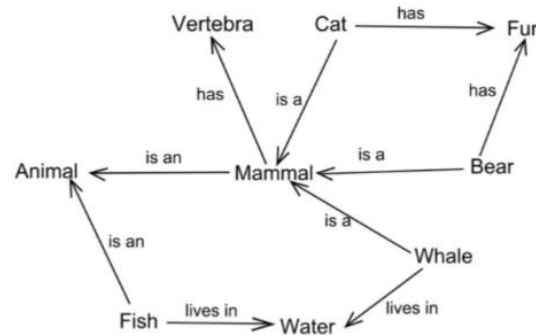 Vertebra
Cat
has
Fur
has
is a
has
is an
is a
Animal
Mammal
Bear
is an
is a
Whale
Fish
lives in
Water
lives in